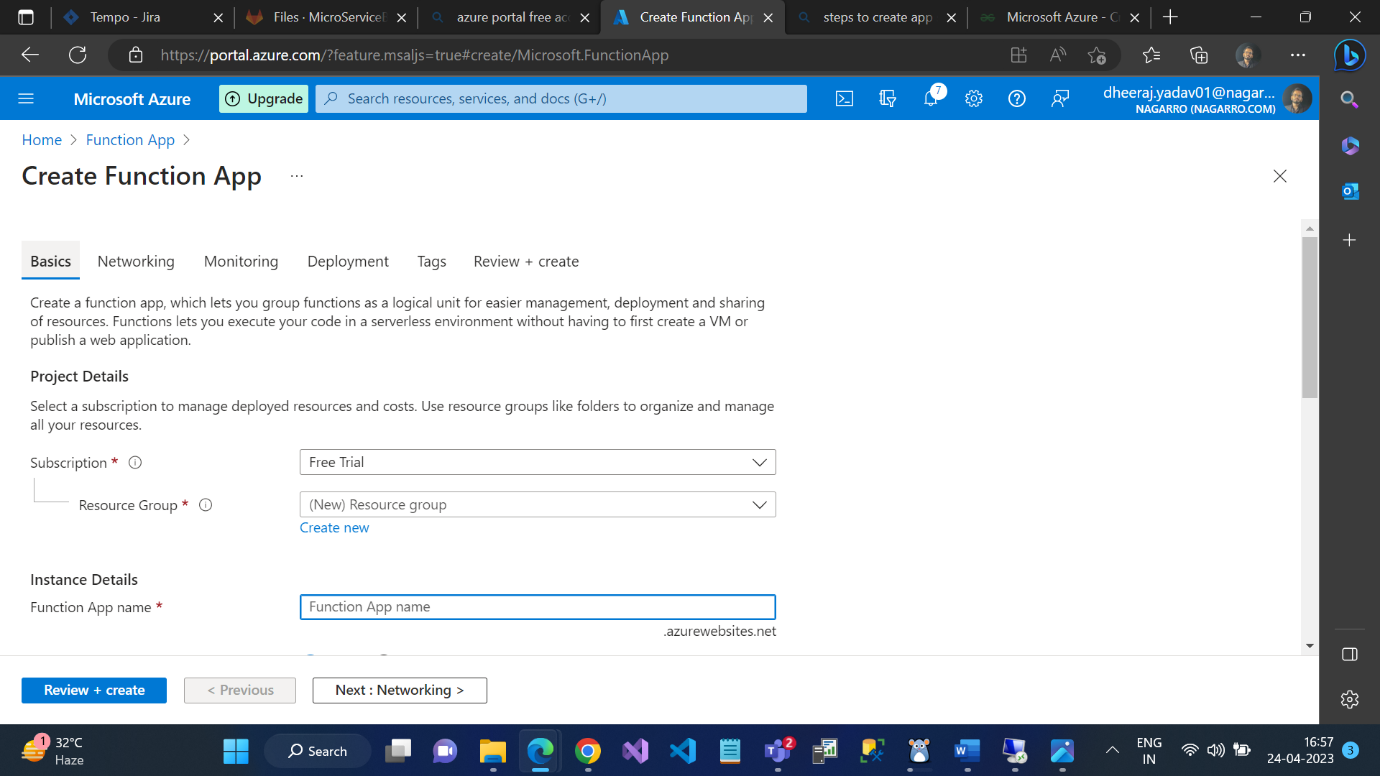 Tempo - Jira
Files · MicroServiceE
azure portal free ac
Create Function App
steps to create app
Microsoft Azure - C
https://portal.azure.com/?feature.msaljs=true#create/Microsoft.FunctionApp
Microsoft Azure
Upgrade
Search resources, services, and docs (G+/)
7
dheeraj.yadav01@nagar...
NAGARRO (NAGARRO.COM)
Home > Function App >
Create Function App ...
Basics Networking Monitoring Deployment Tags Review + create
Create a function app, which lets you group functions as a logical unit for easier management, deployment and sharing
of resources. Functions lets you execute your code in a serverless environment without having to first create a VM or
publish a web application.
Project Details
Select a subscription to manage deployed resources and costs. Use resource groups like folders to organize and manage
all your resources.
Subscription *
Free Trial
Resource Group *
(New) Resource group
Create new
Instance Details
Function App name *
Function App name
.azurewebsites.net
Review + create
< Previous
Next : Networking >
1
32°C
Haze
Search
2
ENG
IN
16:57
24-04-2023
3